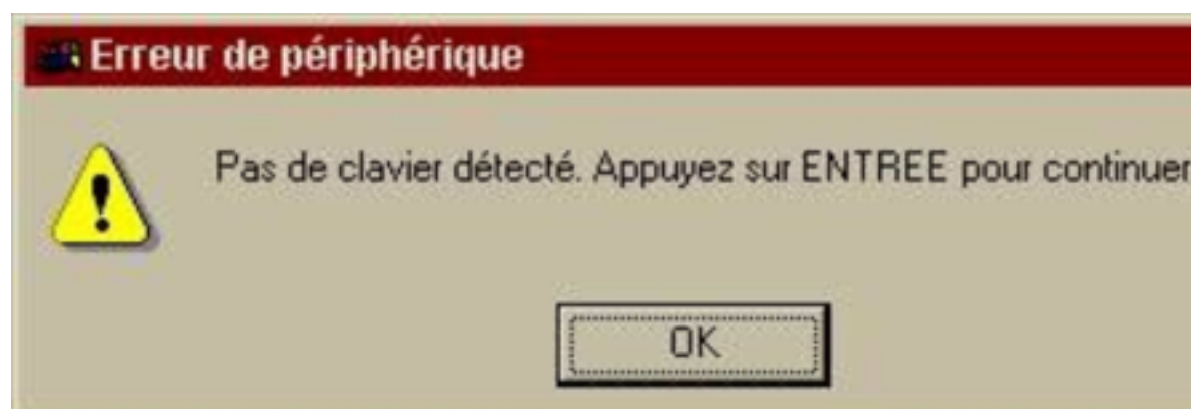 Erreur de périphérique
Pas de clavier détecté. Appuyez sur ENTREE pour continuer
OK